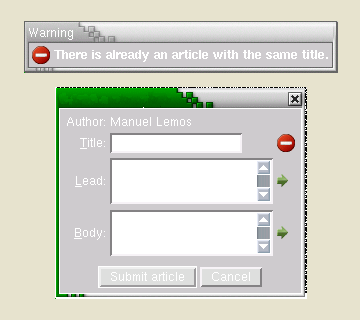 Warning
There is already an article with the same title.
Author: Manuel Lemos
Title:
Lead:
Body:
Submit article Cancel